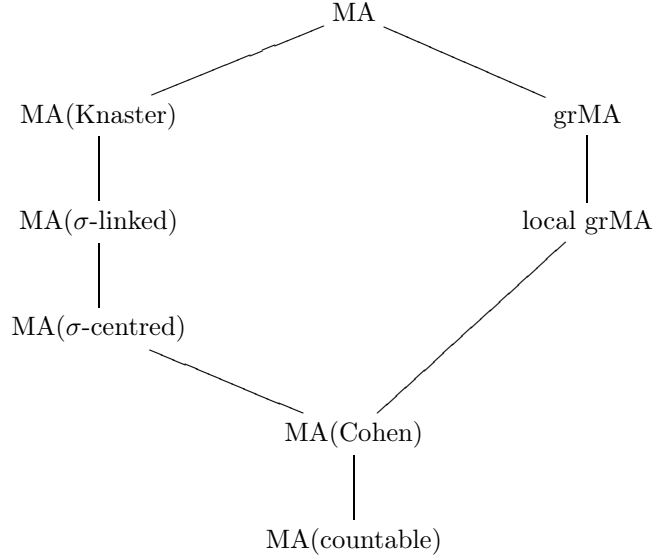 MA
MA(Knaster)
grMA
MA(σ-linked)
local grMA
MA(σ-centred)
MA(Cohen)
MA(countable)